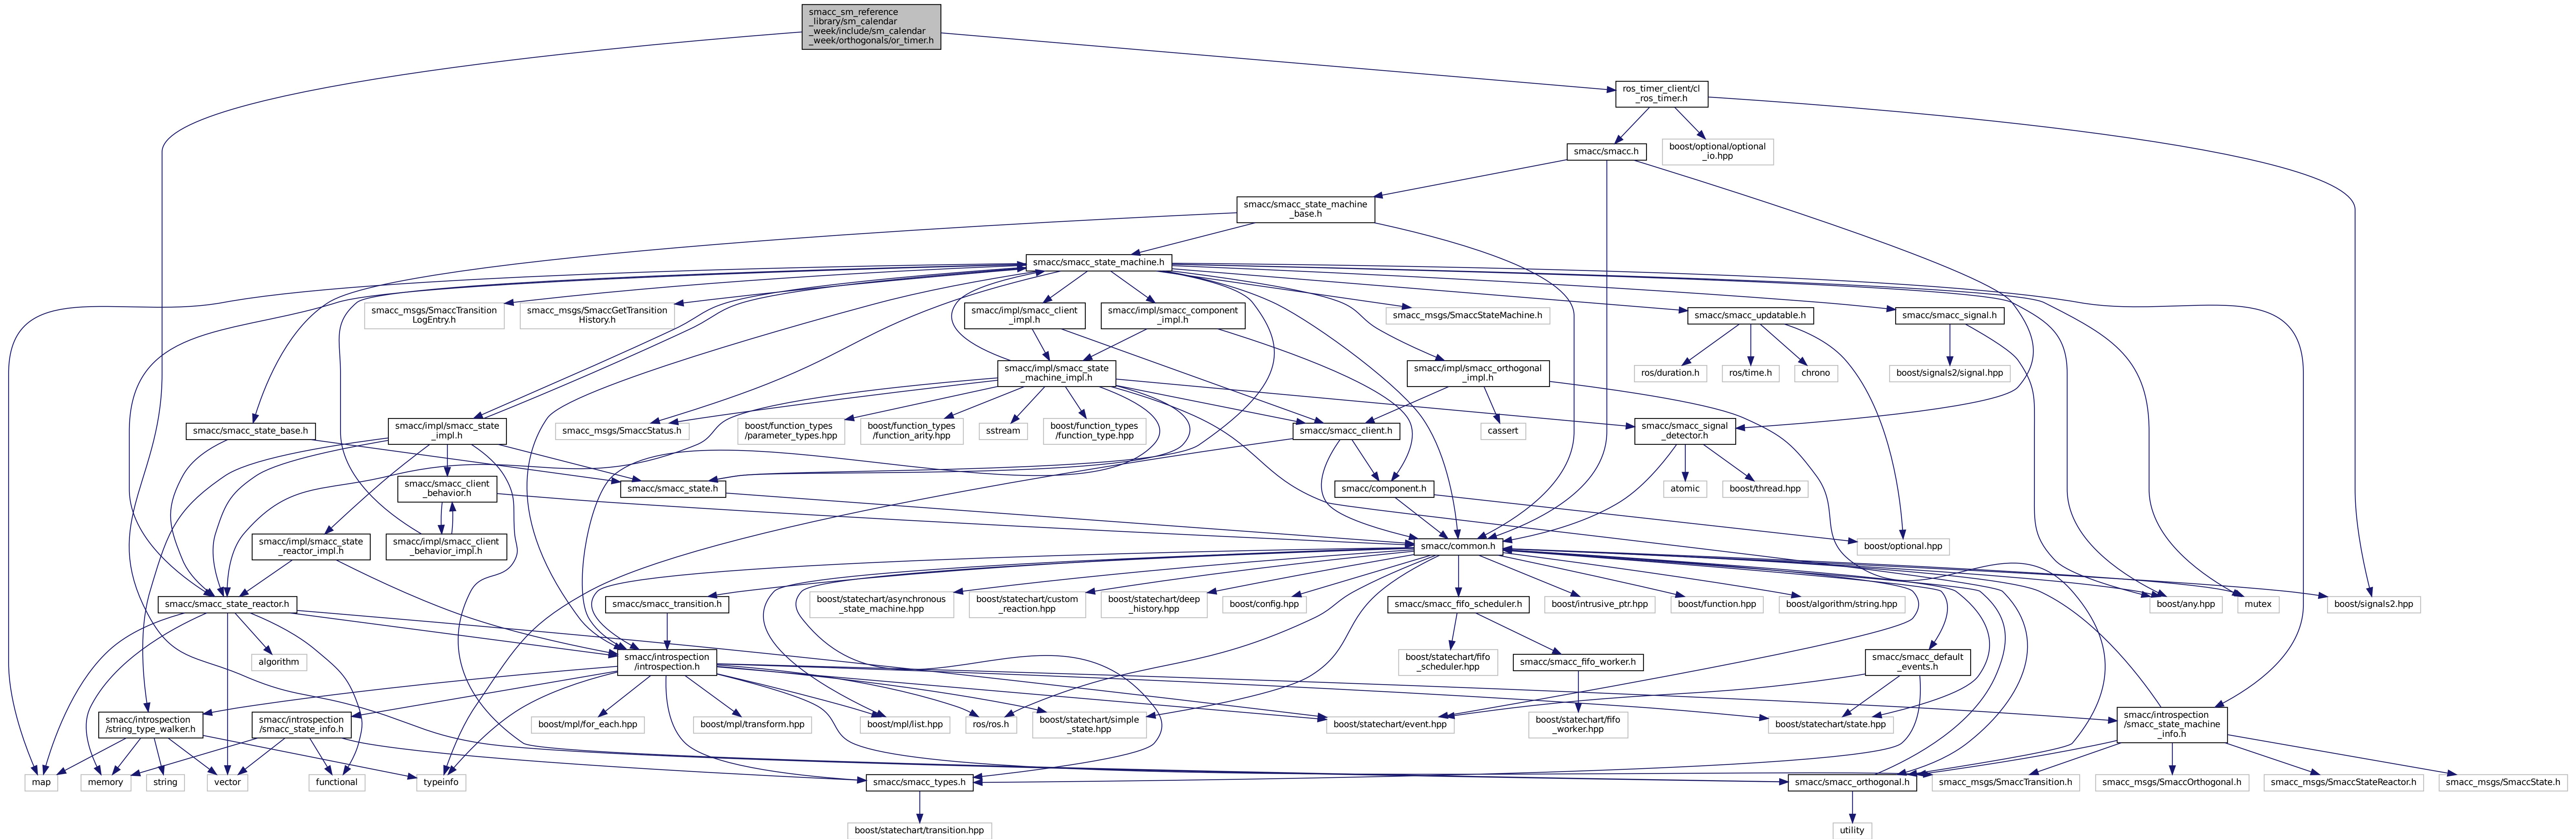 smacc_sm_reference
_library/sm_calendar
_week/include/sm_calendar
_week/orthogonals/or_timer.h
ros_timer_client/cl
_ros_timer.h
smacc/smacc.h
boost/optional/optional
_io.hpp
smacc/smacc_state_machine
_base.h
smacc/smacc_state_machine.h
smacc_msgs/SmaccTransition
LogEntry.h
smacc_msgs/SmaccGetTransition
History.h
smacc/impl/smacc_client
_impl.h
smacc/impl/smacc_component
_impl.h
smacc_msgs/SmaccStateMachine.h
smacc/smacc_updatable.h
smacc/smacc_signal.h
smacc/impl/smacc_state
_machine_impl.h
smacc/impl/smacc_orthogonal
_impl.h
ros/duration.h
ros/time.h
chrono
boost/signals2/signal.hpp
smacc/smacc_state_base.h
smacc/impl/smacc_state
_impl.h
smacc_msgs/SmaccStatus.h
boost/function_types
/parameter_types.hpp
boost/function_types
/function_arity.hpp
sstream
boost/function_types
/function_type.hpp
smacc/smacc_client.h
cassert
smacc/smacc_signal
_detector.h
smacc/smacc_client
_behavior.h
smacc/smacc_state.h
smacc/component.h
atomic
boost/thread.hpp
smacc/impl/smacc_state
_reactor_impl.h
smacc/impl/smacc_client
_behavior_impl.h
smacc/common.h
boost/optional.hpp
smacc/smacc_state_reactor.h
smacc/smacc_transition.h
boost/statechart/asynchronous
_state_machine.hpp
boost/statechart/custom
_reaction.hpp
boost/statechart/deep
_history.hpp
boost/config.hpp
smacc/smacc_fifo_scheduler.h
boost/intrusive_ptr.hpp
boost/function.hpp
boost/algorithm/string.hpp
boost/any.hpp
mutex
boost/signals2.hpp
algorithm
smacc/introspection
/introspection.h
boost/statechart/fifo
_scheduler.hpp
smacc/smacc_fifo_worker.h
smacc/smacc_default
_events.h
smacc/introspection
/string_type_walker.h
smacc/introspection
/smacc_state_info.h
boost/mpl/for_each.hpp
boost/mpl/transform.hpp
boost/mpl/list.hpp
ros/ros.h
boost/statechart/simple
_state.hpp
boost/statechart/event.hpp
boost/statechart/fifo
_worker.hpp
boost/statechart/state.hpp
smacc/introspection
/smacc_state_machine
_info.h
map
memory
string
vector
functional
typeinfo
smacc/smacc_types.h
smacc/smacc_orthogonal.h
smacc_msgs/SmaccTransition.h
smacc_msgs/SmaccOrthogonal.h
smacc_msgs/SmaccStateReactor.h
smacc_msgs/SmaccState.h
boost/statechart/transition.hpp
utility